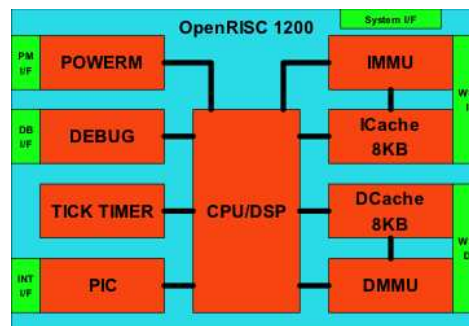 OpenRISC 1200
System I/F
PM
I/F
POWERM
IMMU
DB
I/F
DEBUG
ICache
8KB
TICK TIMER
CPU/DSP
DCache
8KB
INT
I/F
PIC
DMMU